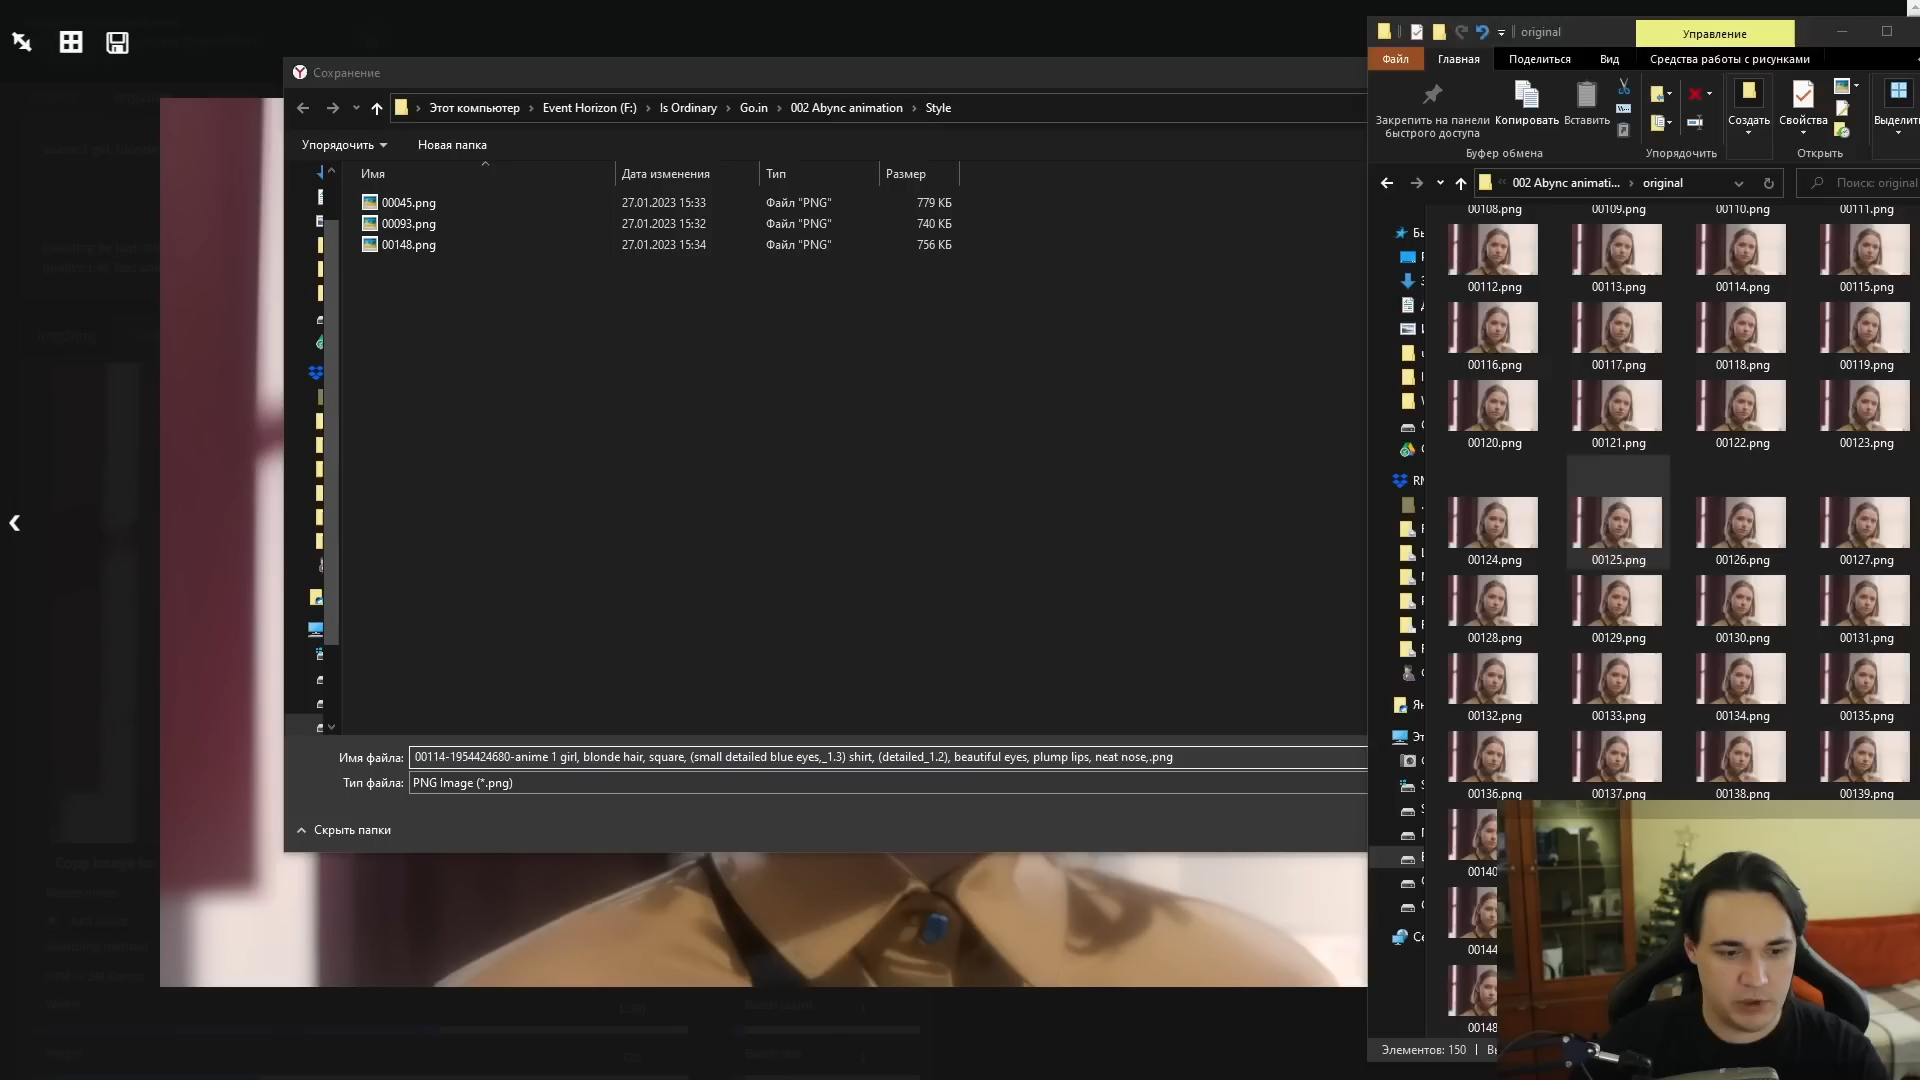 Сохранение
Этот компьютер › Event Horizon (F:) › Is Ordinary › Go.in › 002 Abync animation › Style
Упорядочить
Новая папка
Имя
Дата изменения
Тип
Размер
00045.png 27.01.2023 15:33 Файл "PNG" 779 КБ
00093.png 27.01.2023 15:32 Файл "PNG" 740 КБ
00148.png 27.01.2023 15:34 Файл "PNG" 756 КБ
Имя файла: 00114-1954424680-anime 1 girl, blonde hair, square, (small detailed blue eyes,_1.3) shirt, (detailed_1.2), beautiful eyes, plump lips, neat nose,.png
Тип файла: PNG Image (*.png)
Скрыть папки
original
Управление
Файл
Главная
Поделиться
Вид
Средства работы с рисунками
Закрепить на панели
быстрого доступа
Копировать
Вставить
Создать
Свойства
Выделить
Буфер обмена
Упорядочить
Открыть
002 Abync animati... › original
Поиск: original
00108.png 00109.png 00110.png 00111.png
00112.png 00113.png 00114.png 00115.png
00116.png 00117.png 00118.png 00119.png
00120.png 00121.png 00122.png 00123.png
00124.png 00125.png 00126.png 00127.png
00128.png 00129.png 00130.png 00131.png
00132.png 00133.png 00134.png 00135.png
00136.png 00137.png 00138.png 00139.png
00140
00144
00148
Элементов: 150